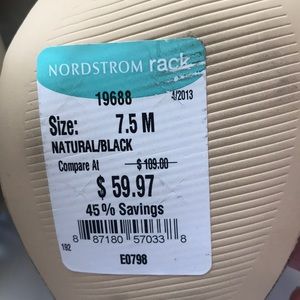 NORDSTROM rack
19688 4/2013
Size: 7.5 M
NATURAL/BLACK
Compare At $ 109.00
$ 59.97
45% Savings
8 87180 57033 8
192
E0798